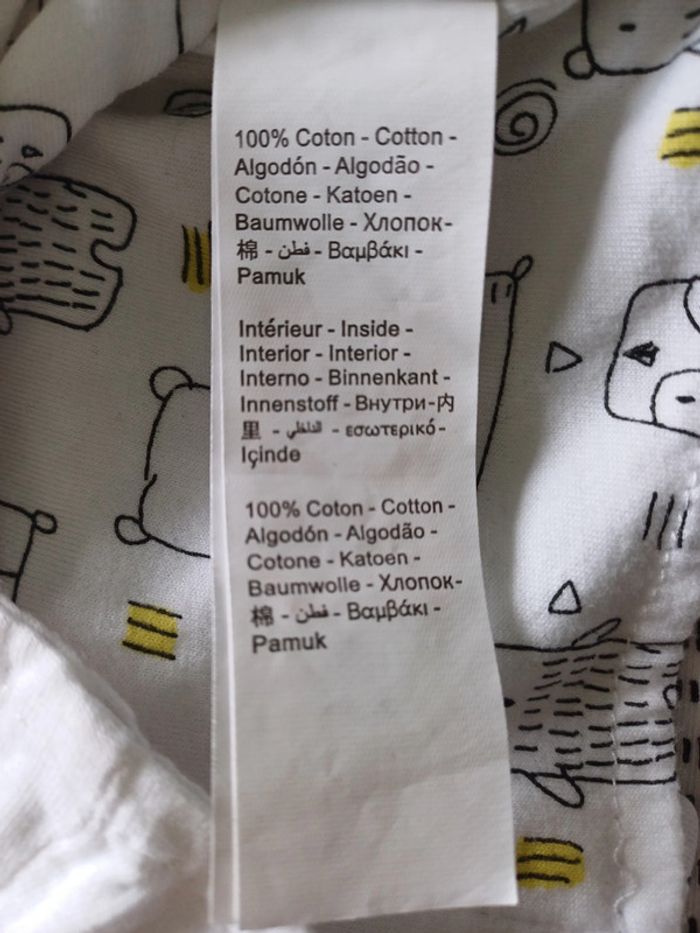 100% Coton - Cotton -
Algodón - Algodão -
Cotone - Katoen -
Baumwolle - Хлопок-
棉 - قطن - Βαμβάκι -
Pamuk
Intérieur - Inside -
Interior - Interior -
Interno - Binnenkant -
Innenstoff - Внутри-内
里 - الداخلي - εσωτερικό-
Içinde
100% Coton - Cotton -
Algodón - Algodão -
Cotone - Katoen -
Baumwolle - Хлопок-
棉 - قطن - Βαμβάκι -
Pamuk